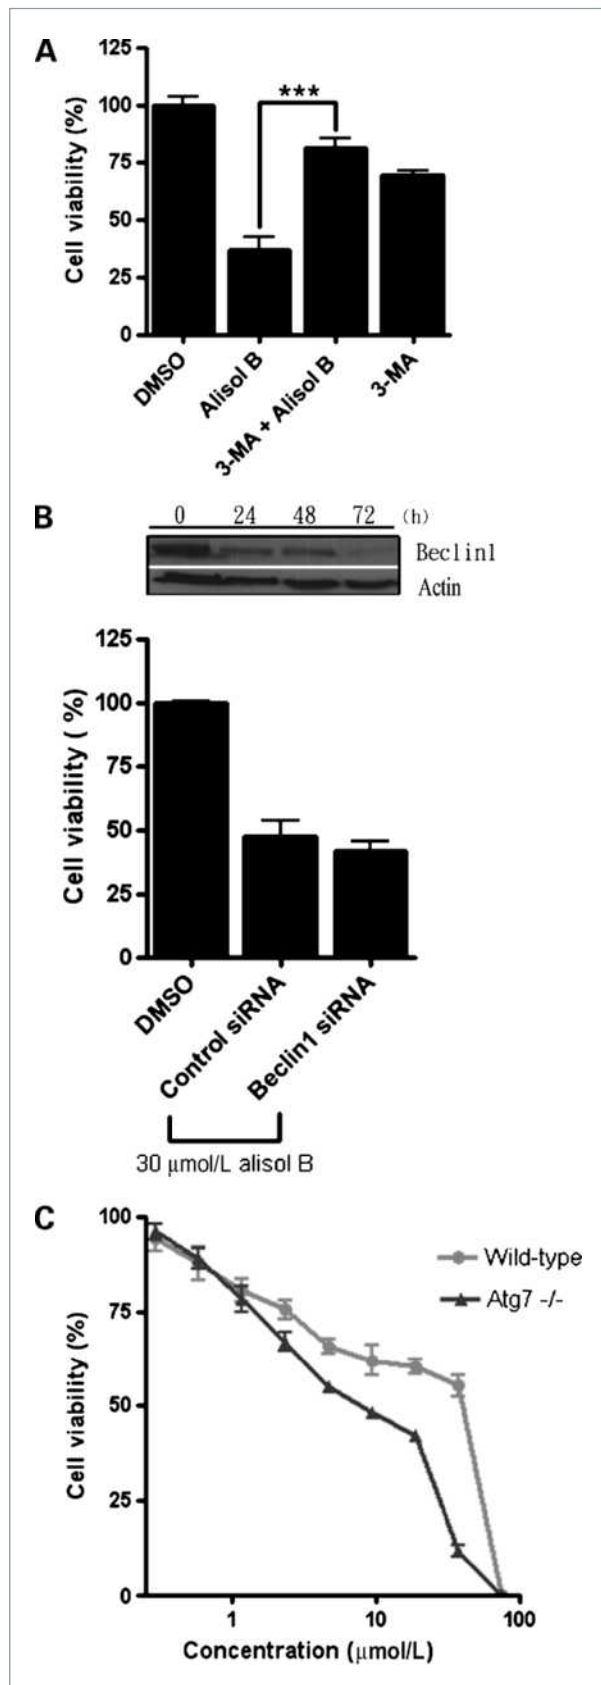 A
Cell viability (%)
125
100
75
50
25
0
***
DMSO
Alisol B
3-MA + Alisol B
3-MA
B
0 24 48 72 (h)
Beclin1
Actin
Cell viability ( %)
125
100
75
50
25
0
DMSO
Control siRNA
Beclin1 siRNA
30 μmol/L alisol B
C
Cell viability (%)
100
75
50
25
0
Wild-type
Atg7 -/-
1 10 100
Concentration (μmol/L)